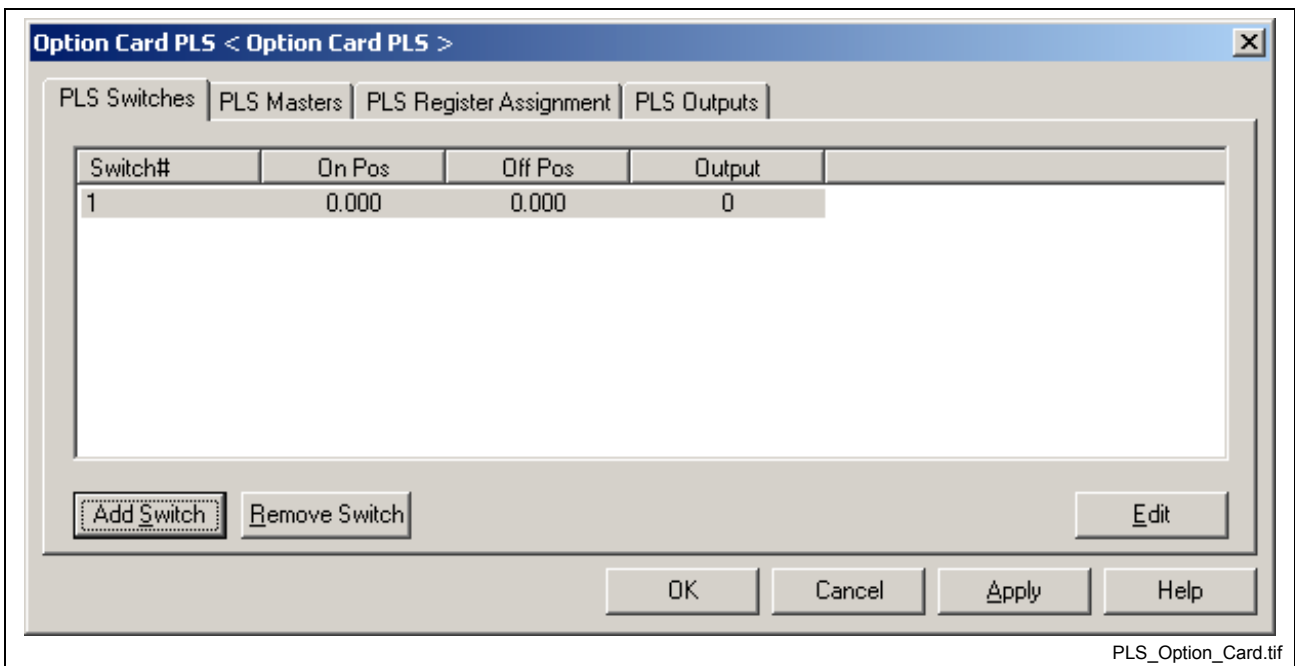 Option Card PLS < Option Card PLS >
PLS Switches PLS Masters PLS Register Assignment PLS Outputs
Switch# On Pos Off Pos Output
1 0.000 0.000 0
Add Switch Remove Switch Edit
OK Cancel Apply Help
PLS_Option_Card.tif